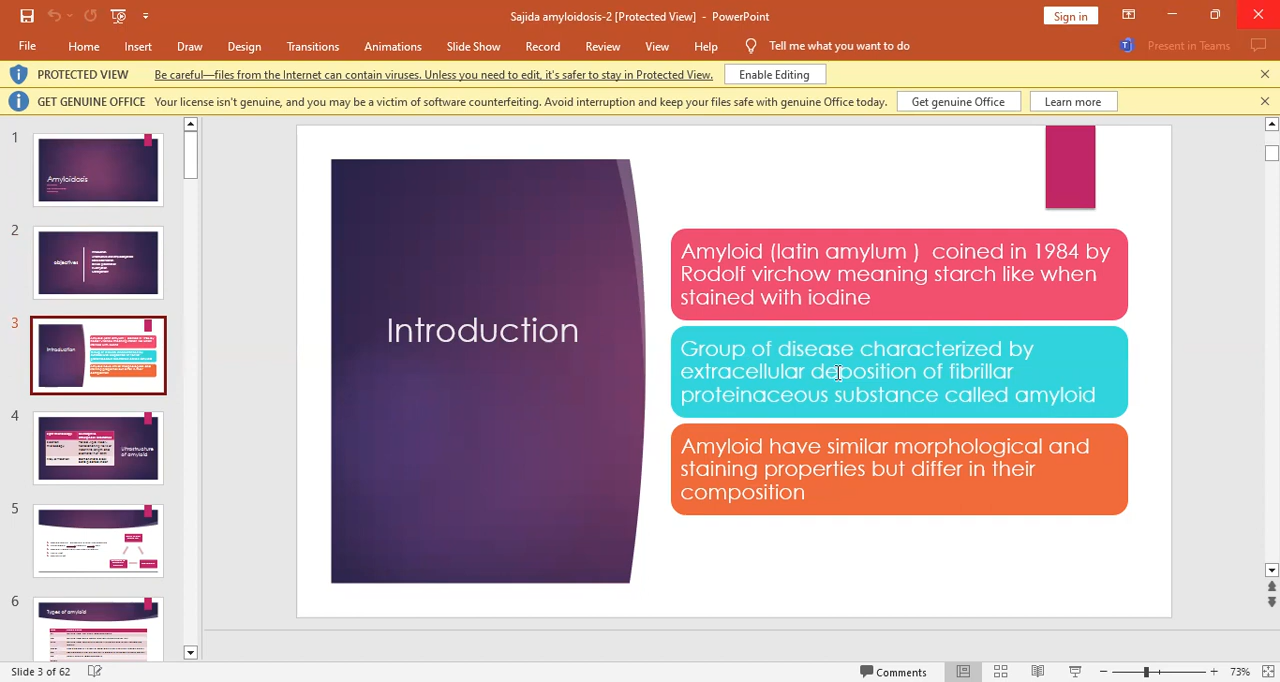 Sajida amyloidosis-2 [Protected View] - PowerPoint
Sign in
File Home Insert Draw Design Transitions Animations Slide Show Record Review View Help Tell me what you want to do
Present in Teams
PROTECTED VIEW Be careful—files from the Internet can contain viruses. Unless you need to edit, it's safer to stay in Protected View. Enable Editing
GET GENUINE OFFICE Your license isn't genuine, and you may be a victim of software counterfeiting. Avoid interruption and keep your files safe with genuine Office today. Get genuine Office Learn more
1
Amyloidosis
2
objectives
3
Introduction
4
Ultrastructure
of amyloid
5
6
Types of amyloid
Introduction
Amyloid (latin amylum ) coined in 1984 by
Rodolf virchow meaning starch like when
stained with iodine
Group of disease characterized by
extracellular deposition of fibrillar
proteinaceous substance called amyloid
Amyloid have similar morphological and
staining properties but differ in their
composition
Slide 3 of 62
Comments
73%